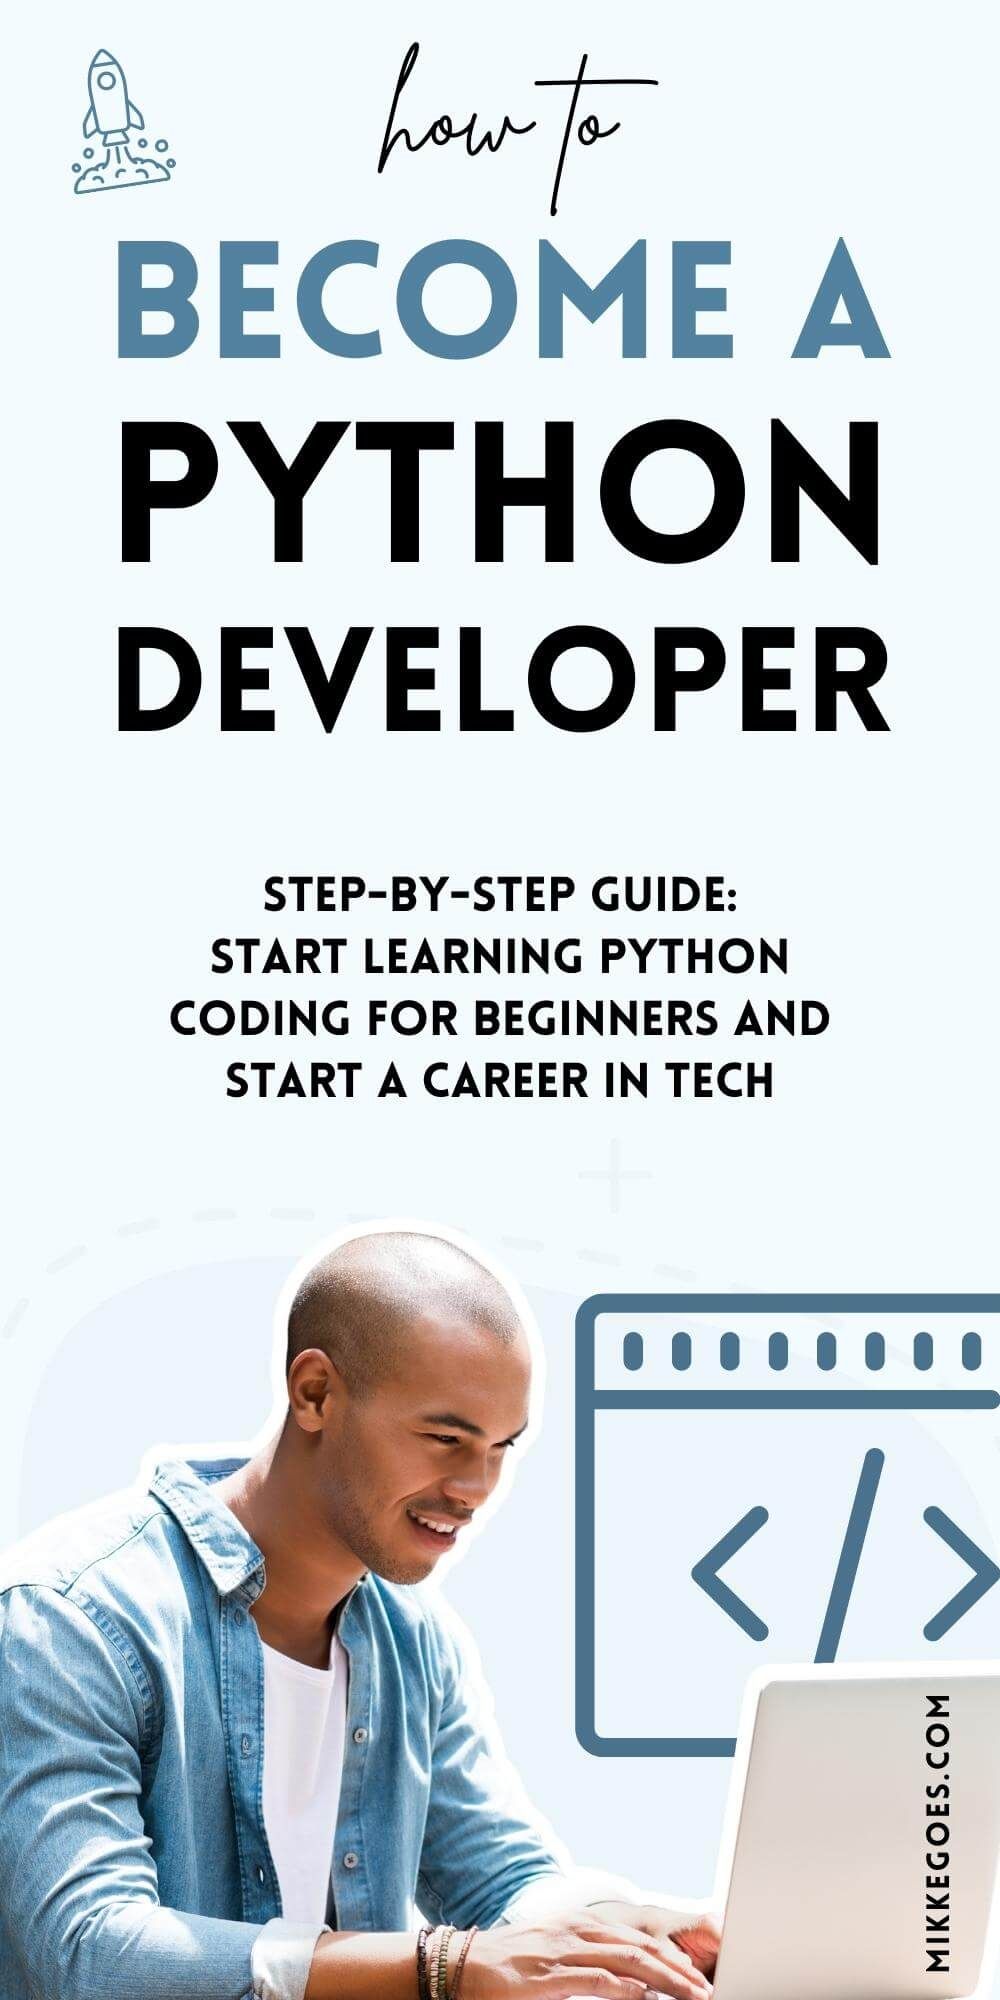 how to
BECOME A
PYTHON
DEVELOPER
STEP-BY-STEP GUIDE:
START LEARNING PYTHON
CODING FOR BEGINNERS AND
START A CAREER IN TECH
</>
MIKKEGOES.COM